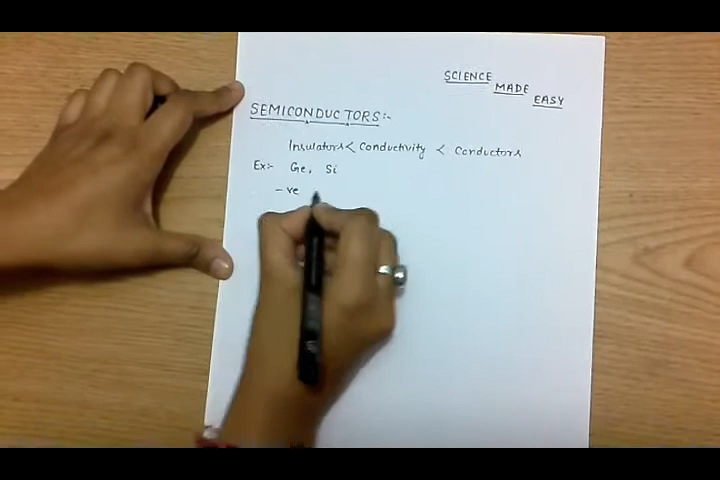 SCIENCE
MADE
EASY
SEMICONDUCTORS:-
Insulators < Conductivity < Conductors
Ex:- Ge, Si
-ve